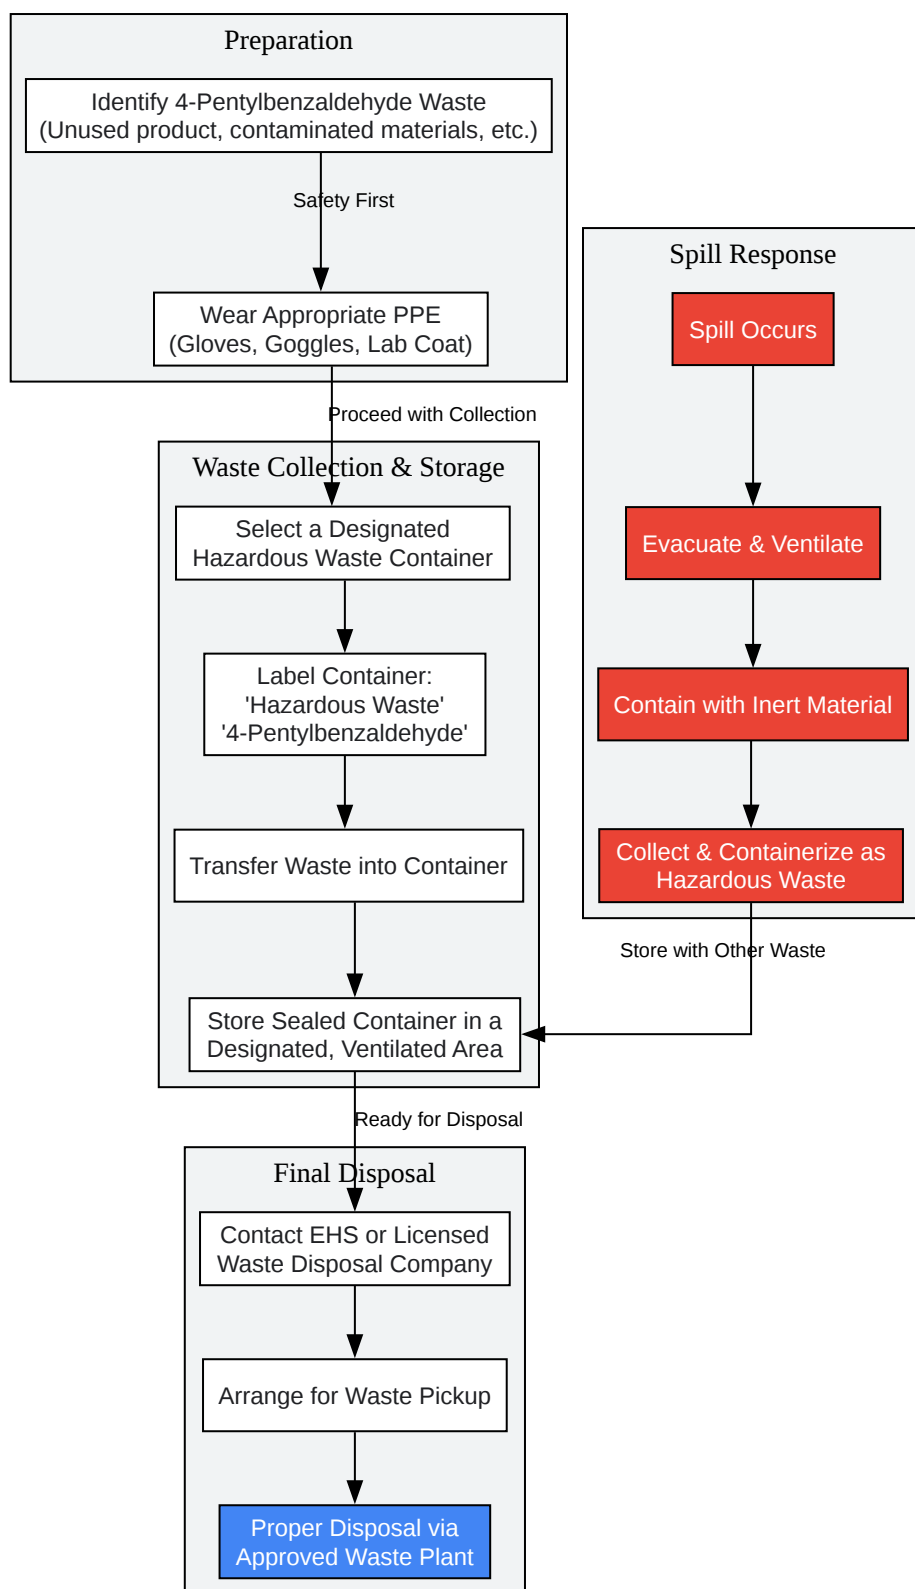 Preparation
Identify 4-Pentylbenzaldehyde Waste
(Unused product, contaminated materials, etc.)
Safety First
Wear Appropriate PPE
(Gloves, Goggles, Lab Coat)
Proceed with Collection
Waste Collection & Storage
Select a Designated
Hazardous Waste Container
Label Container:
'Hazardous Waste'
'4-Pentylbenzaldehyde'
Transfer Waste into Container
Store Sealed Container in a
Designated, Ventilated Area
Ready for Disposal
Final Disposal
Contact EHS or Licensed
Waste Disposal Company
Arrange for Waste Pickup
Proper Disposal via
Approved Waste Plant
Spill Response
Spill Occurs
Evacuate & Ventilate
Contain with Inert Material
Collect & Containerize as
Hazardous Waste
Store with Other Waste